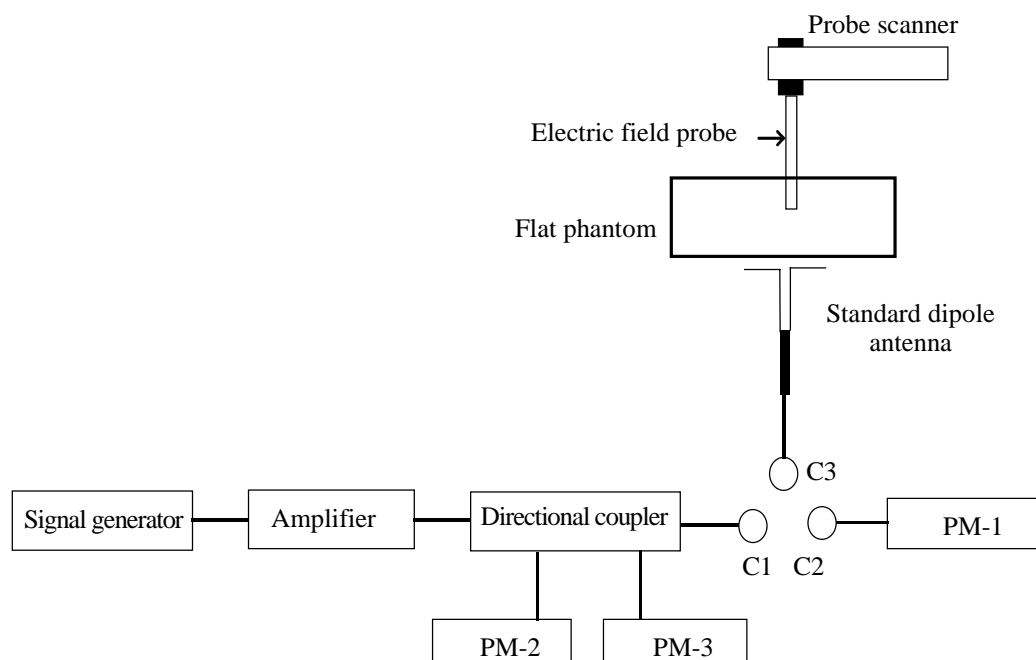 Probe scanner
Electric field probe
Flat phantom
Standard dipole
antenna
C3
Signal generator
Amplifier
Directional coupler
C1
C2
PM-1
PM-2
PM-3